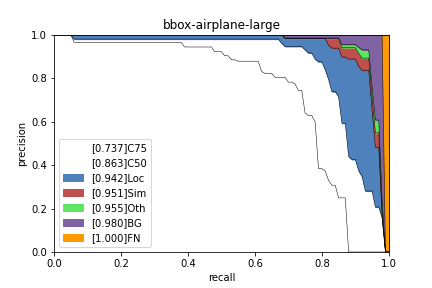 bbox-airplane-large
1.0
0.8
0.6
0.4
0.2
0.0
precision
[0.737]C75
[0.863]C50
[0.942]Loc
[0.951]Sim
[0.955]Oth
[0.980]BG
[1.000]FN
0.0 0.2 0.4 0.6 0.8 1.0
recall